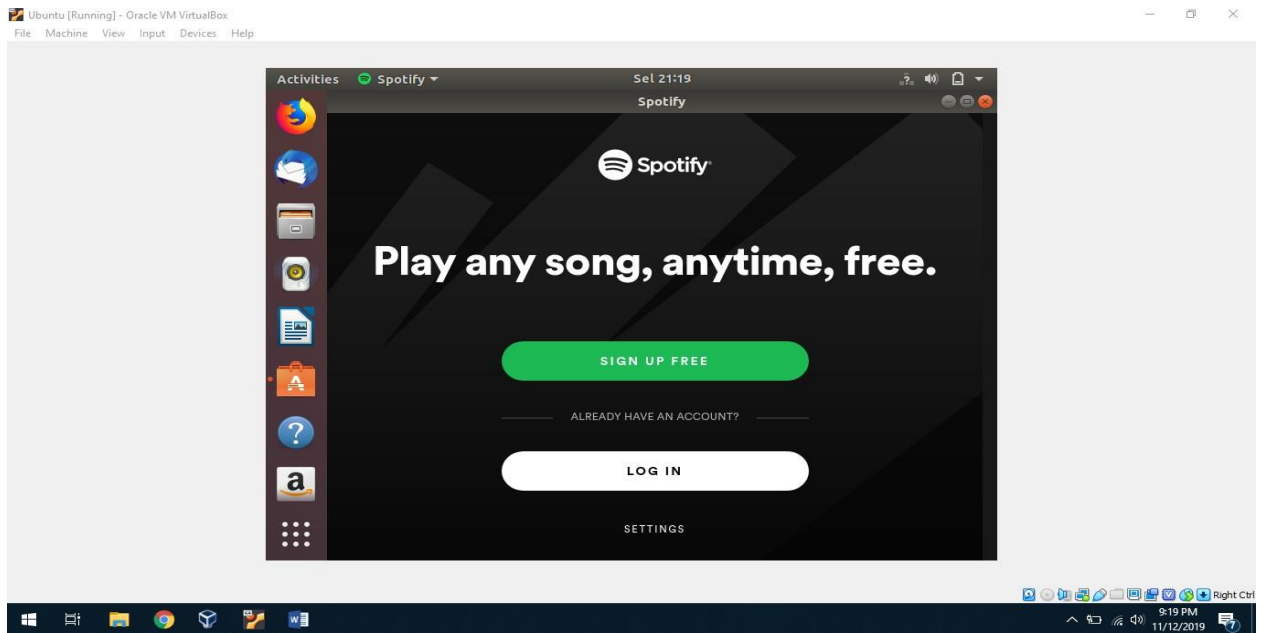 Ubuntu [Running] - Oracle VM VirtualBox
File Machine View Input Devices Help
Activities Spotify Sel 21:19
Spotify
Spotify
Play any song, anytime, free.
SIGN UP FREE
ALREADY HAVE AN ACCOUNT?
LOG IN
SETTINGS
Right Ctrl
9:19 PM
11/12/2019
7